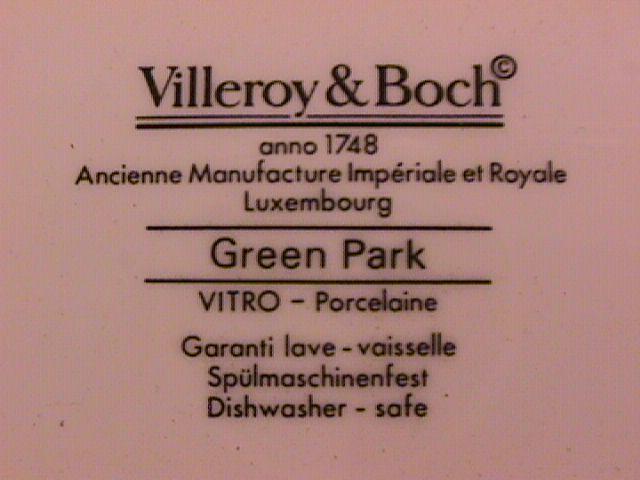 Villeroy & Boch©
anno 1748
Ancienne Manufacture Impériale et Royale
Luxembourg
Green Park
VITRO - Porcelaine
Garanti lave - vaisselle
Spülmaschinenfest
Dishwasher - safe